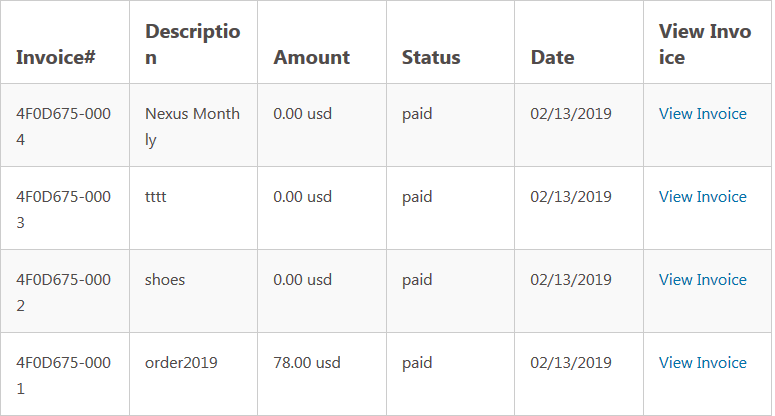 Invoice# Description Amount Status Date View Invoice
4F0D675-0004 Nexus Monthly 0.00 usd paid 02/13/2019 View Invoice
4F0D675-0003 tttt 0.00 usd paid 02/13/2019 View Invoice
4F0D675-0002 shoes 0.00 usd paid 02/13/2019 View Invoice
4F0D675-0001 order2019 78.00 usd paid 02/13/2019 View Invoice